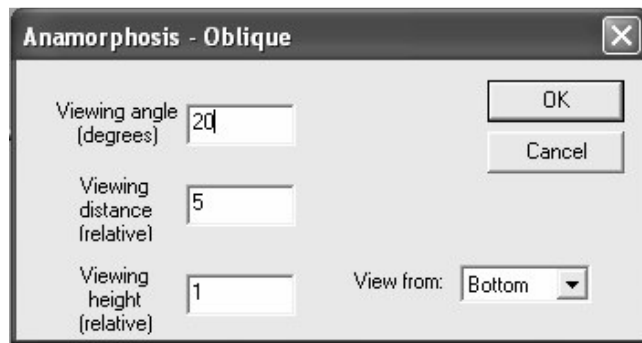 Anamorphosis - Oblique
OK
Viewing angle
(degrees)
20
Cancel
Viewing
distance
(relative)
5
Viewing
height
(relative)
1
View from:
Bottom